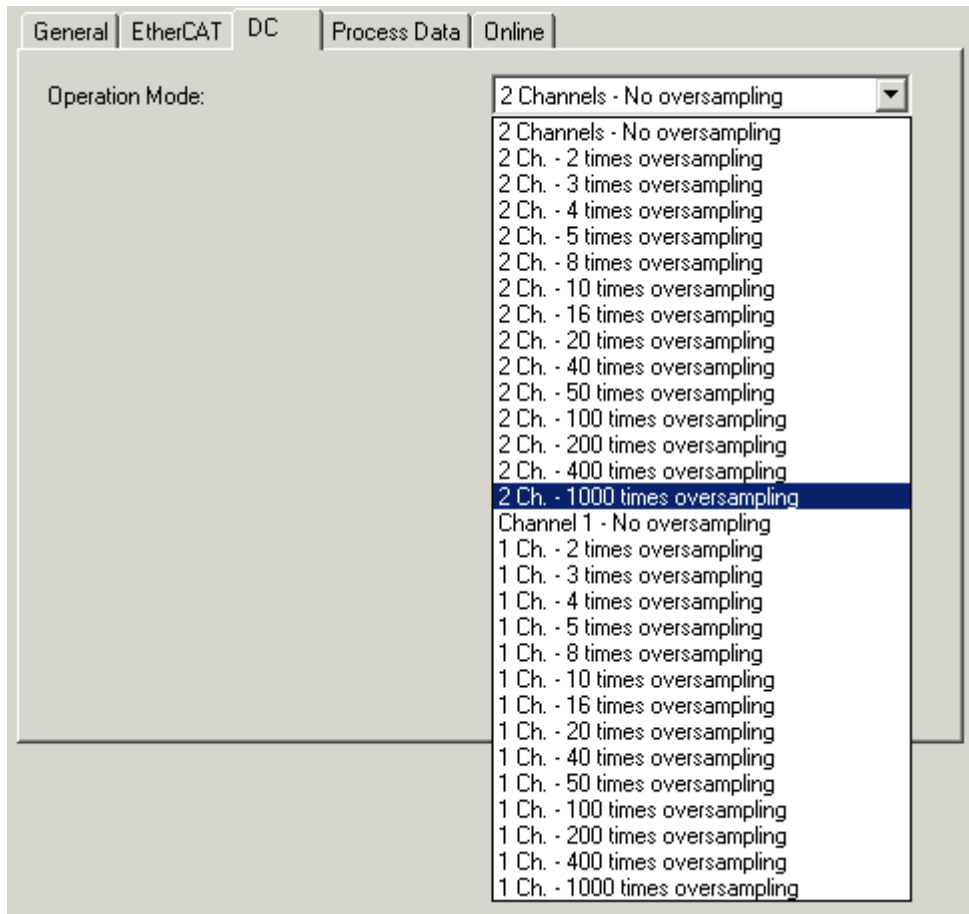 General EtherCAT DC Process Data Online
Operation Mode: 2 Channels - No oversampling
2 Channels - No oversampling
2 Ch. - 2 times oversampling
2 Ch. - 3 times oversampling
2 Ch. - 4 times oversampling
2 Ch. - 5 times oversampling
2 Ch. - 8 times oversampling
2 Ch. - 10 times oversampling
2 Ch. - 16 times oversampling
2 Ch. - 20 times oversampling
2 Ch. - 40 times oversampling
2 Ch. - 50 times oversampling
2 Ch. - 100 times oversampling
2 Ch. - 200 times oversampling
2 Ch. - 400 times oversampling
2 Ch. - 1000 times oversampling
Channel 1 - No oversampling
1 Ch. - 2 times oversampling
1 Ch. - 3 times oversampling
1 Ch. - 4 times oversampling
1 Ch. - 5 times oversampling
1 Ch. - 8 times oversampling
1 Ch. - 10 times oversampling
1 Ch. - 16 times oversampling
1 Ch. - 20 times oversampling
1 Ch. - 40 times oversampling
1 Ch. - 50 times oversampling
1 Ch. - 100 times oversampling
1 Ch. - 200 times oversampling
1 Ch. - 400 times oversampling
1 Ch. - 1000 times oversampling